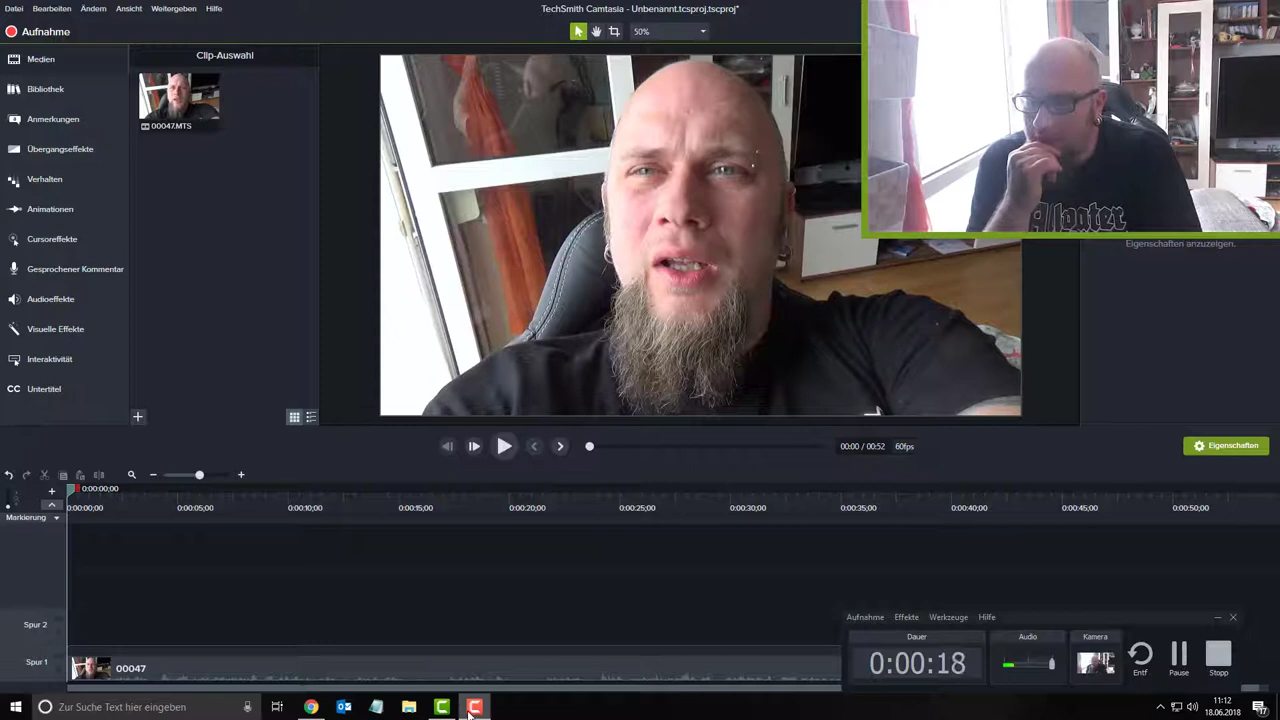 Datei Bearbeiten Ändern Ansicht Weitergeben Hilfe
TechSmith Camtasia - Unbenannt.tcsproj.tscproj*
Aufnahme
50%
Medien
Bibliothek
Anmerkungen
Übergangseffekte
Verhalten
Animationen
Cursoreffekte
Gesprochener Kommentar
Audioeffekte
Visuelle Effekte
Interaktivität
CC Untertitel
Clip-Auswahl
00047.MTS
Eigenschaften anzuzeigen.
00:00 / 00:52 60fps
Eigenschaften
0:00:00;00
0:00:00;00 0:00:05;00 0:00:10;00 0:00:15;00 0:00:20;00 0:00:25;00 0:00:30;00 0:00:35;00 0:00:40;00 0:00:45;00 0:00:50;00
Markierung
Spur 2
Spur 1
00047
Aufnahme Effekte Werkzeuge Hilfe
Dauer Audio Kamera
0:00:18
Entf Pause Stopp
Zur Suche Text hier eingeben
11:12
18.06.2018
17